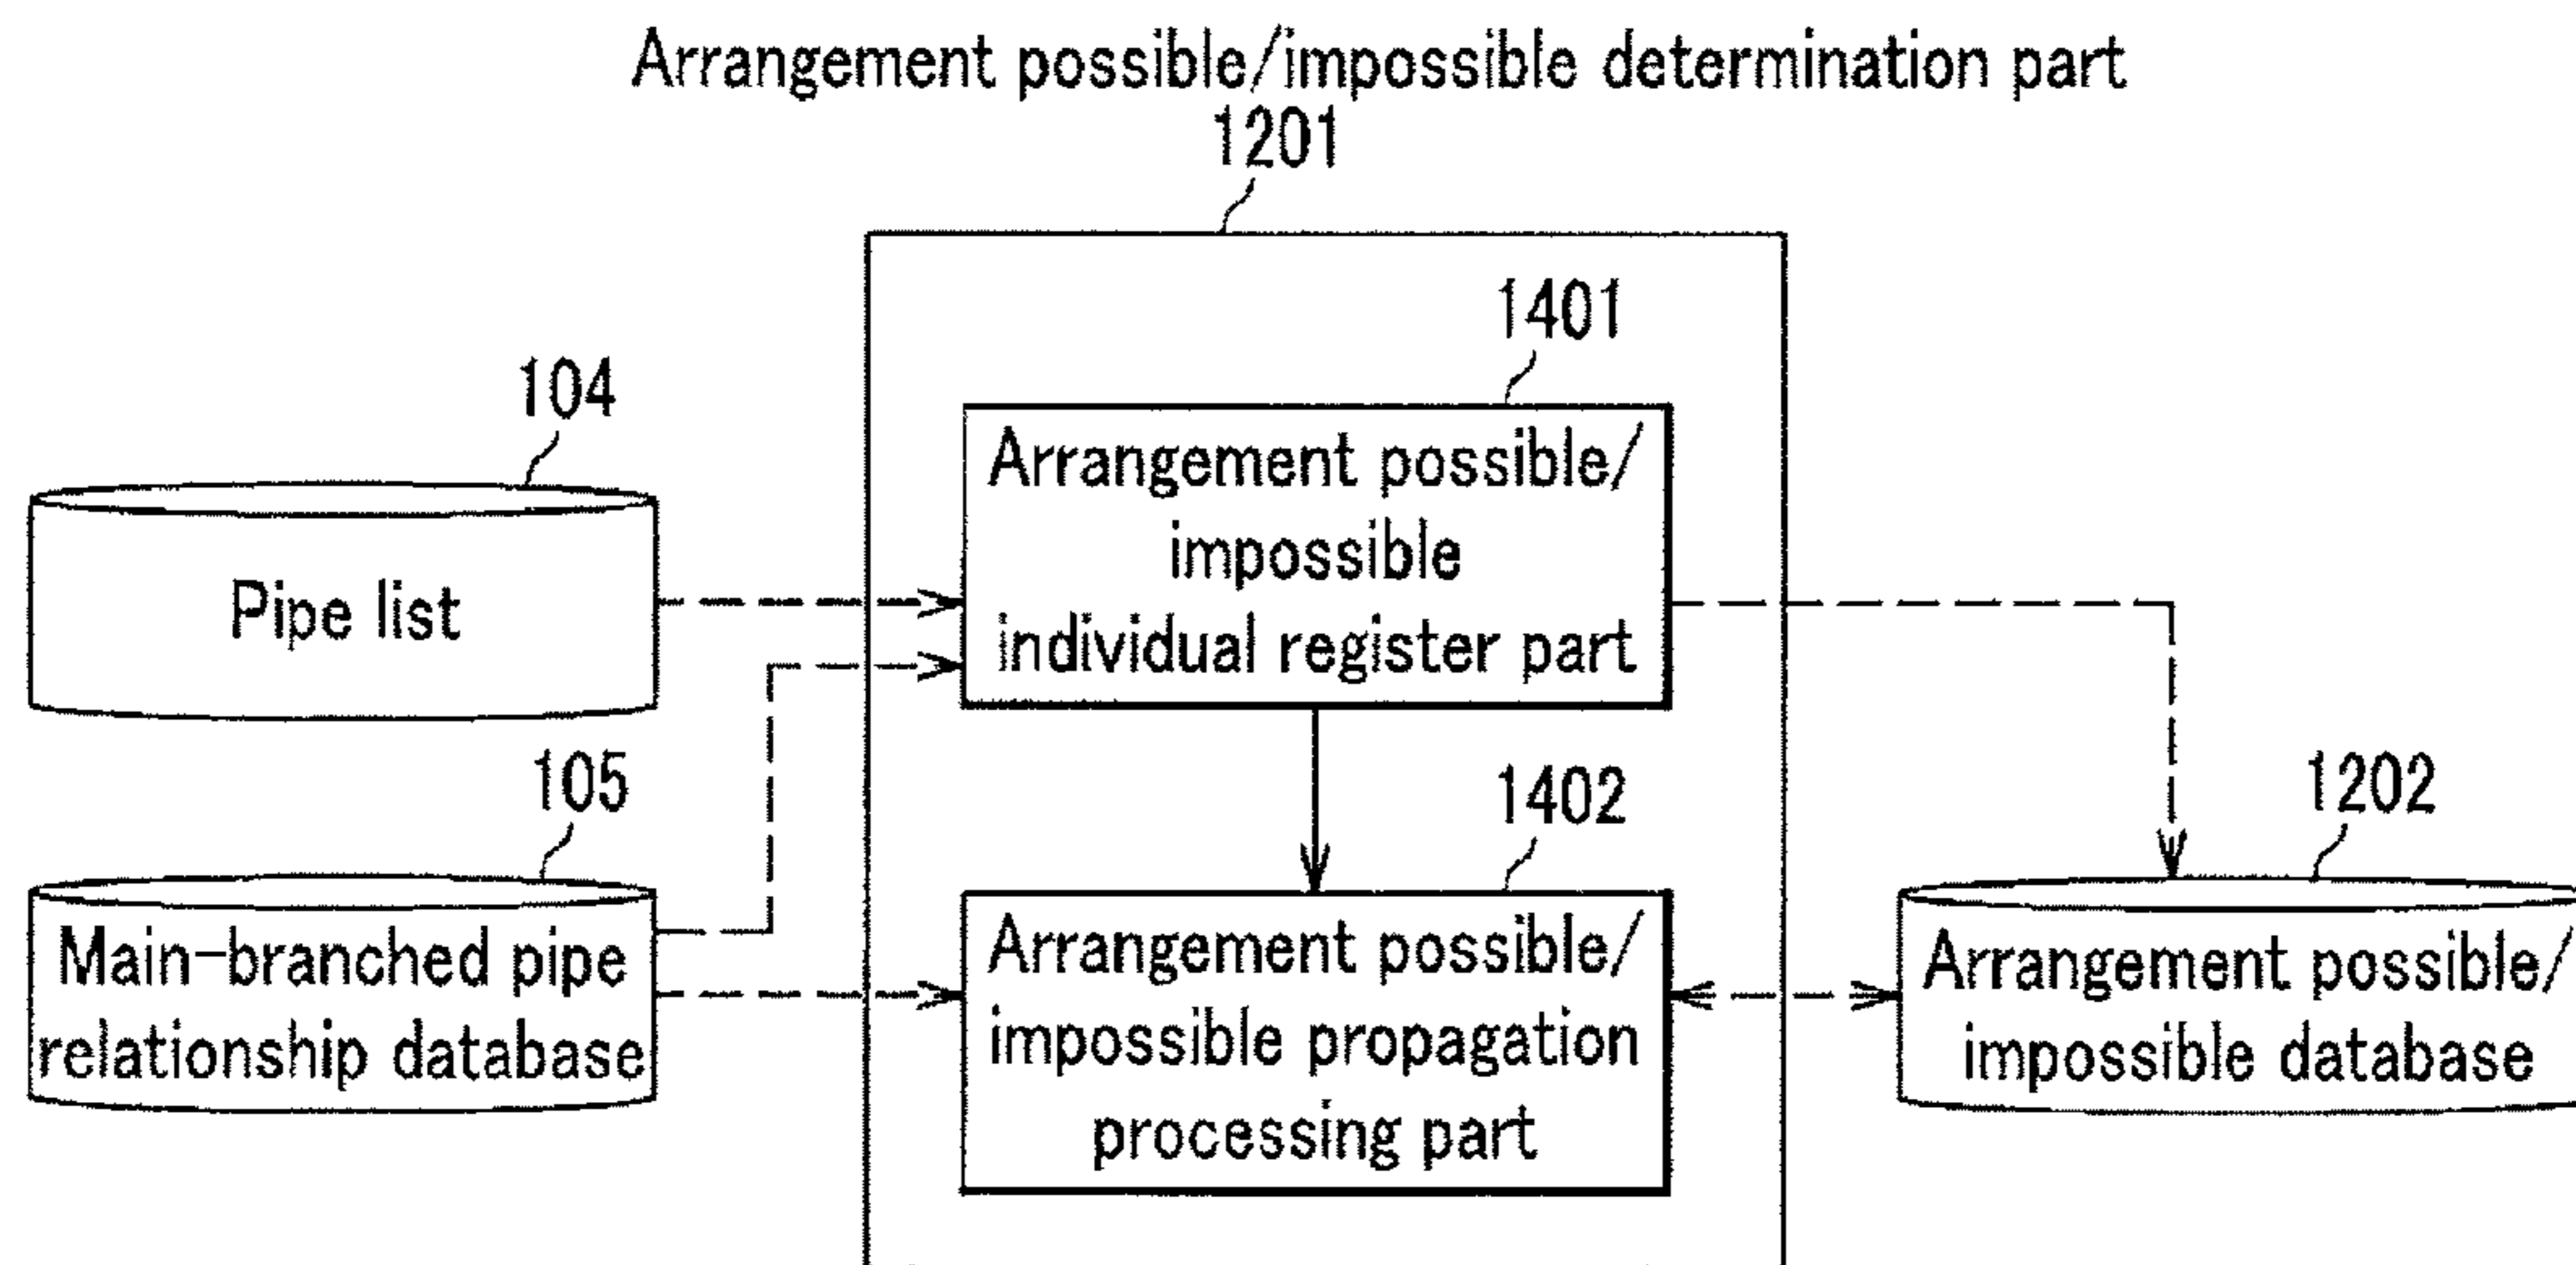 Arrangement possible/impossible determination part
1201
1401
104
Arrangement possible/
impossible
individual register part
Pipe list
105
1402
1202
Main-branched pipe
relationship database
Arrangement possible/
impossible propagation
processing part
Arrangement possible/
impossible database